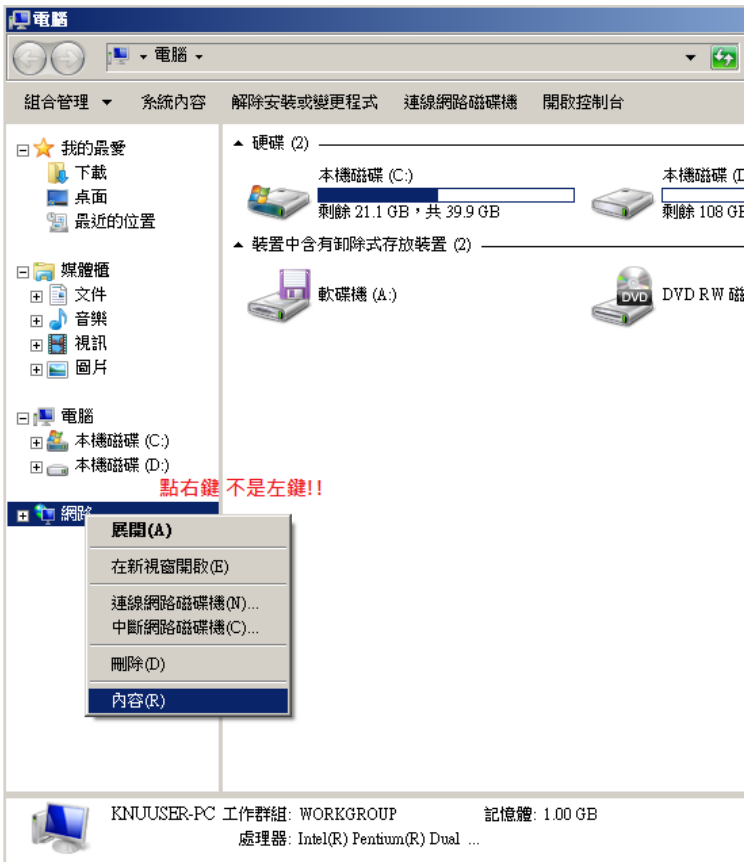 電腦
電腦
組合管理 系統內容 解除安裝或變更程式 連線網路磁碟機 開啟控制台
我的最愛
下載
桌面
最近的位置
媒體櫃
文件
音樂
視訊
圖片
電腦
本機磁碟 (C:)
本機磁碟 (D:)
網路
硬碟 (2)
本機磁碟 (C:)
剩餘 21.1 GB，共 39.9 GB
本機磁碟 (D
剩餘 108 GB
裝置中含有卸除式存放裝置 (2)
軟碟機 (A:)
DVD
DVD RW 磁
點右鍵 不是左鍵!!
展開(A)
在新視窗開啟(E)
連線網路磁碟機(N)...
中斷網路磁碟機(C)...
刪除(D)
內容(R)
KNUUSER-PC 工作群組: WORKGROUP 記憶體: 1.00 GB
處理器: Intel(R) Pentium(R) Dual ...